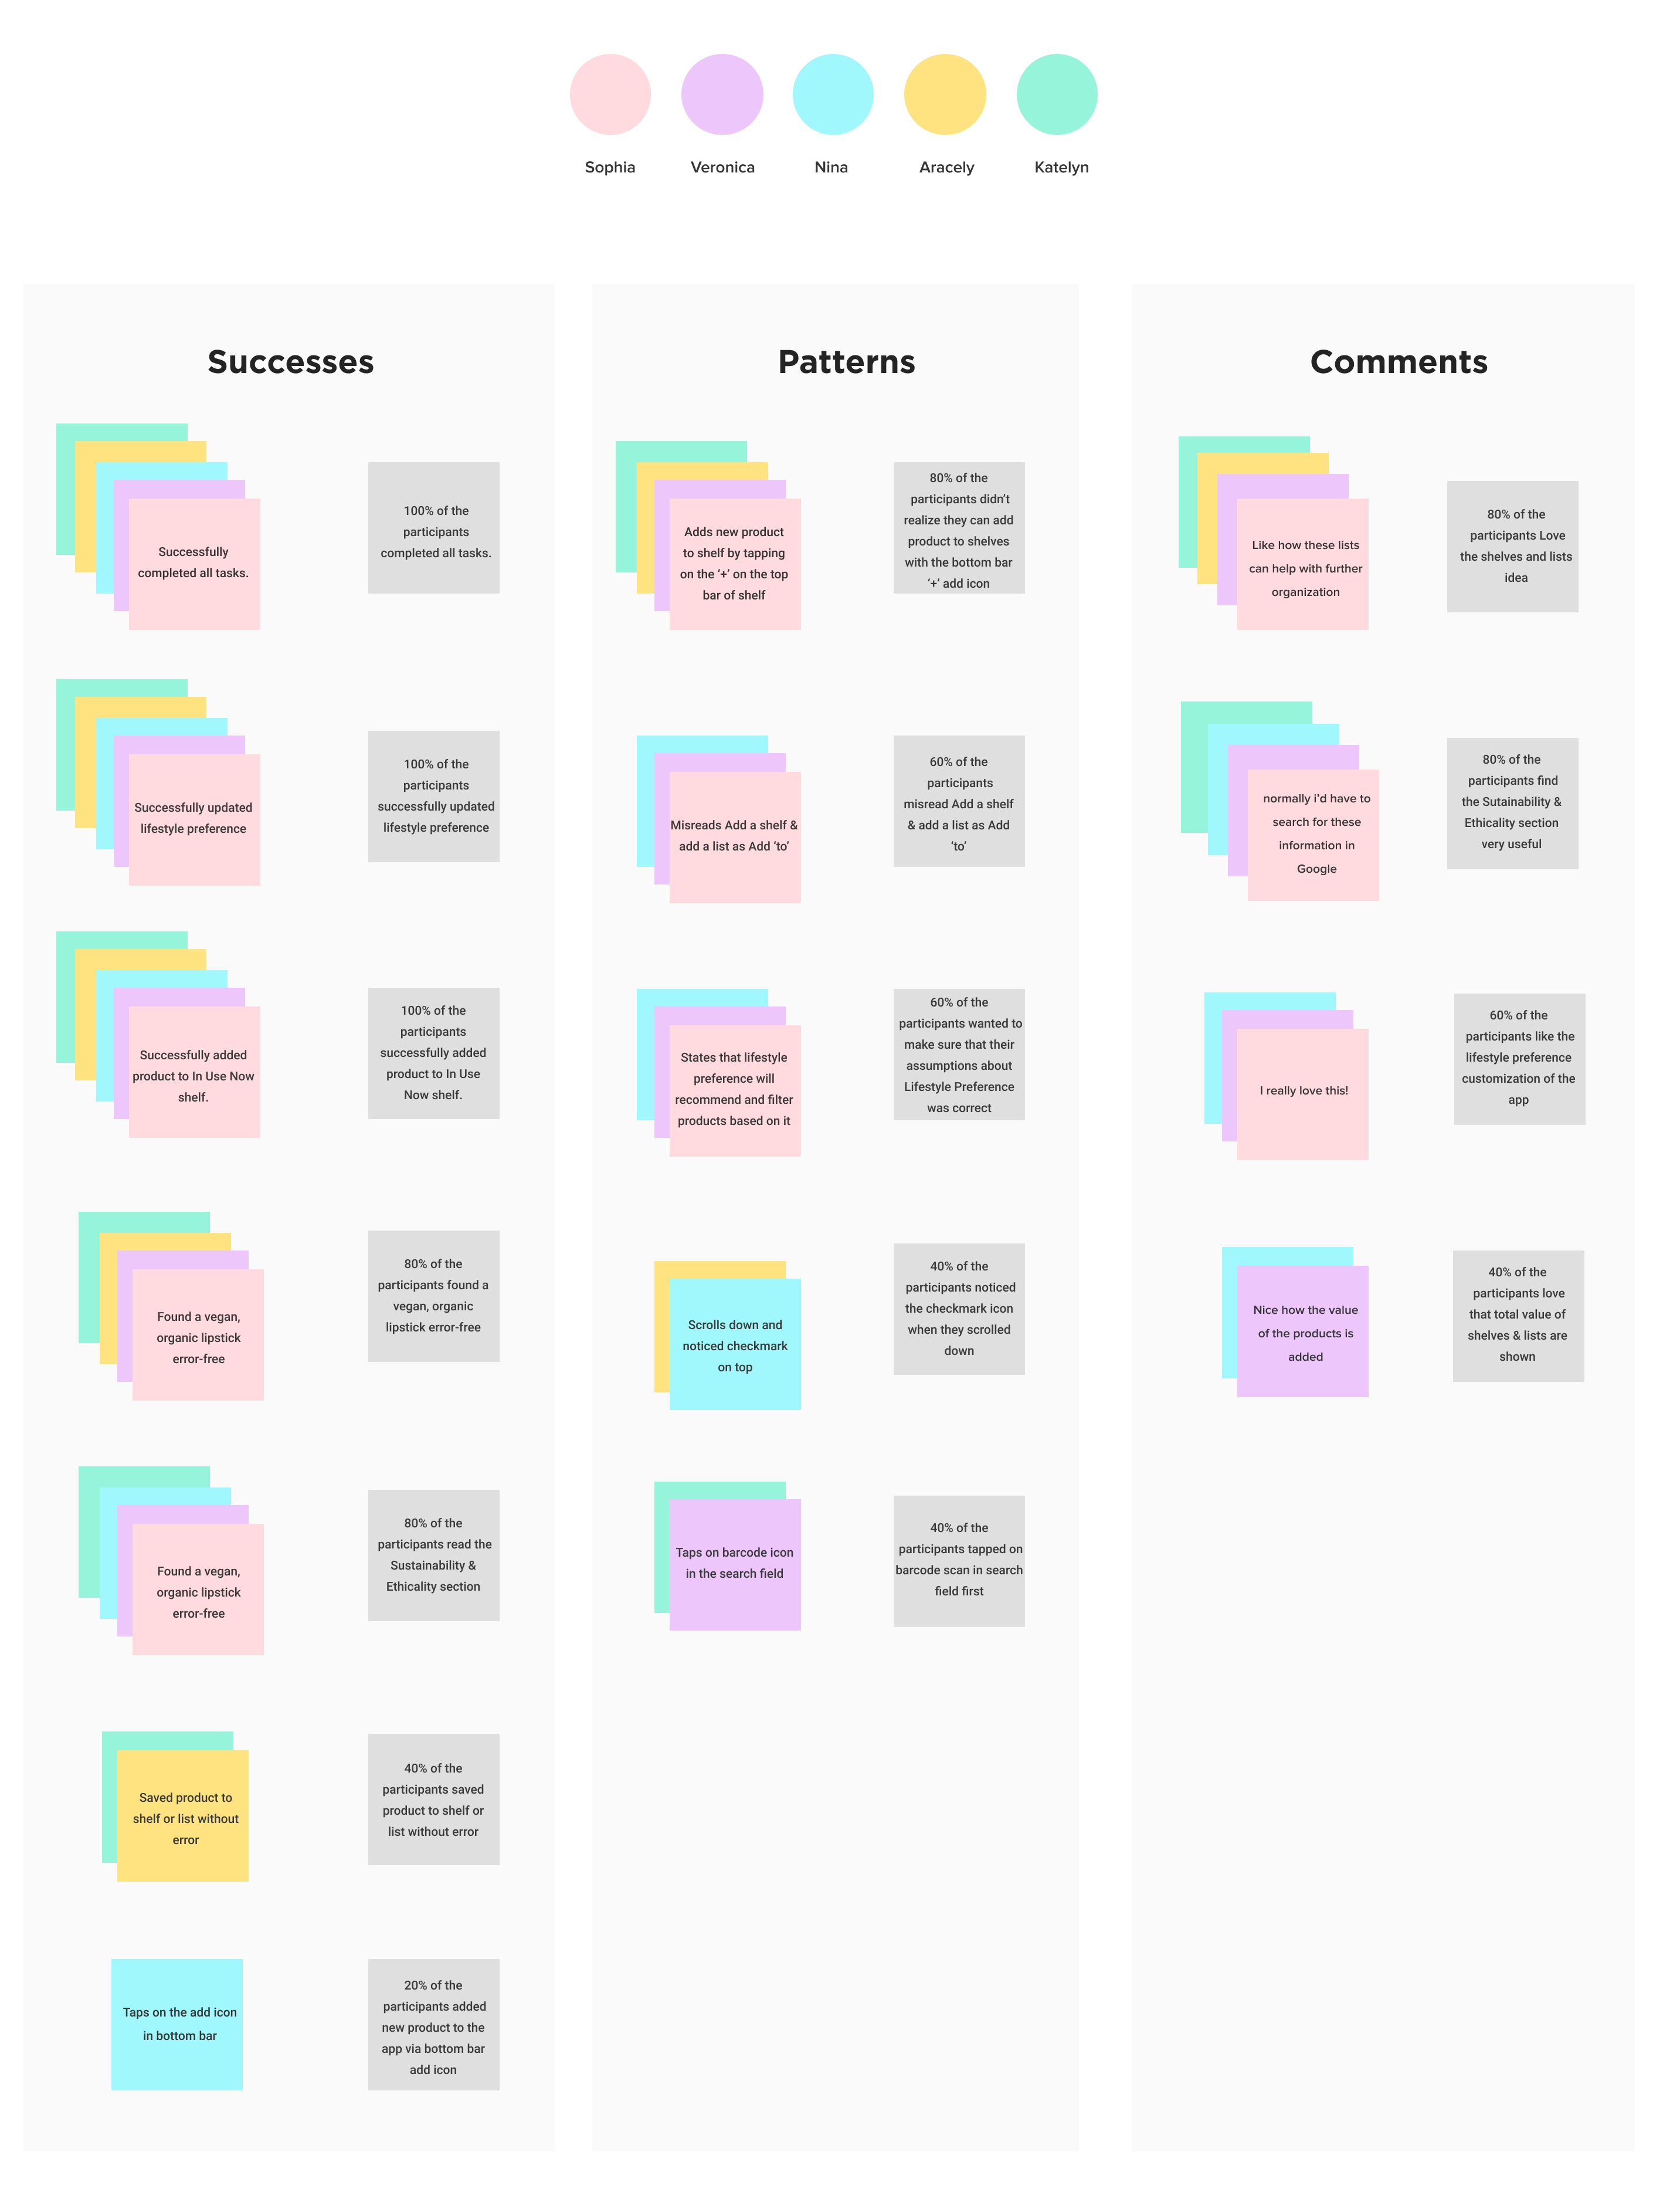 Sophia
Veronica
Nina
Aracely
Katelyn
Successes
Successfully
completed all tasks.
100% of the
participants
completed all tasks.
Successfully updated
lifestyle preference
100% of the
participants
successfully updated
lifestyle preference
Successfully added
product to In Use Now
shelf.
100% of the
participants
successfully added
product to In Use
Now shelf.
Found a vegan,
organic lipstick
error-free
80% of the
participants found a
vegan, organic
lipstick error-free
Found a vegan,
organic lipstick
error-free
80% of the
participants read the
Sustainability &
Ethicality section
Saved product to
shelf or list without
error
40% of the
participants saved
product to shelf or
list without error
Taps on the add icon
in bottom bar
20% of the
participants added
new product to the
app via bottom bar
add icon
Patterns
Adds new product
to shelf by tapping
on the ‘+’ on the top
bar of shelf
80% of the
participants didn’t
realize they can add
product to shelves
with the bottom bar
‘+’ add icon
Misreads Add a shelf &
add a list as Add ‘to’
60% of the
participants
misread Add a shelf
& add a list as Add
‘to’
States that lifestyle
preference will
recommend and filter
products based on it
60% of the
participants wanted to
make sure that their
assumptions about
Lifestyle Preference
was correct
Scrolls down and
noticed checkmark
on top
40% of the
participants noticed
the checkmark icon
when they scrolled
down
Taps on barcode icon
in the search field
40% of the
participants tapped on
barcode scan in search
field first
Comments
Like how these lists
can help with further
organization
80% of the
participants Love
the shelves and lists
idea
normally i'd have to
search for these
information in
Google
80% of the
participants find
the Sutainability &
Ethicality section
very useful
I really love this!
60% of the
participants like the
lifestyle preference
customization of the
app
Nice how the value
of the products is
added
40% of the
participants love
that total value of
shelves & lists are
shown